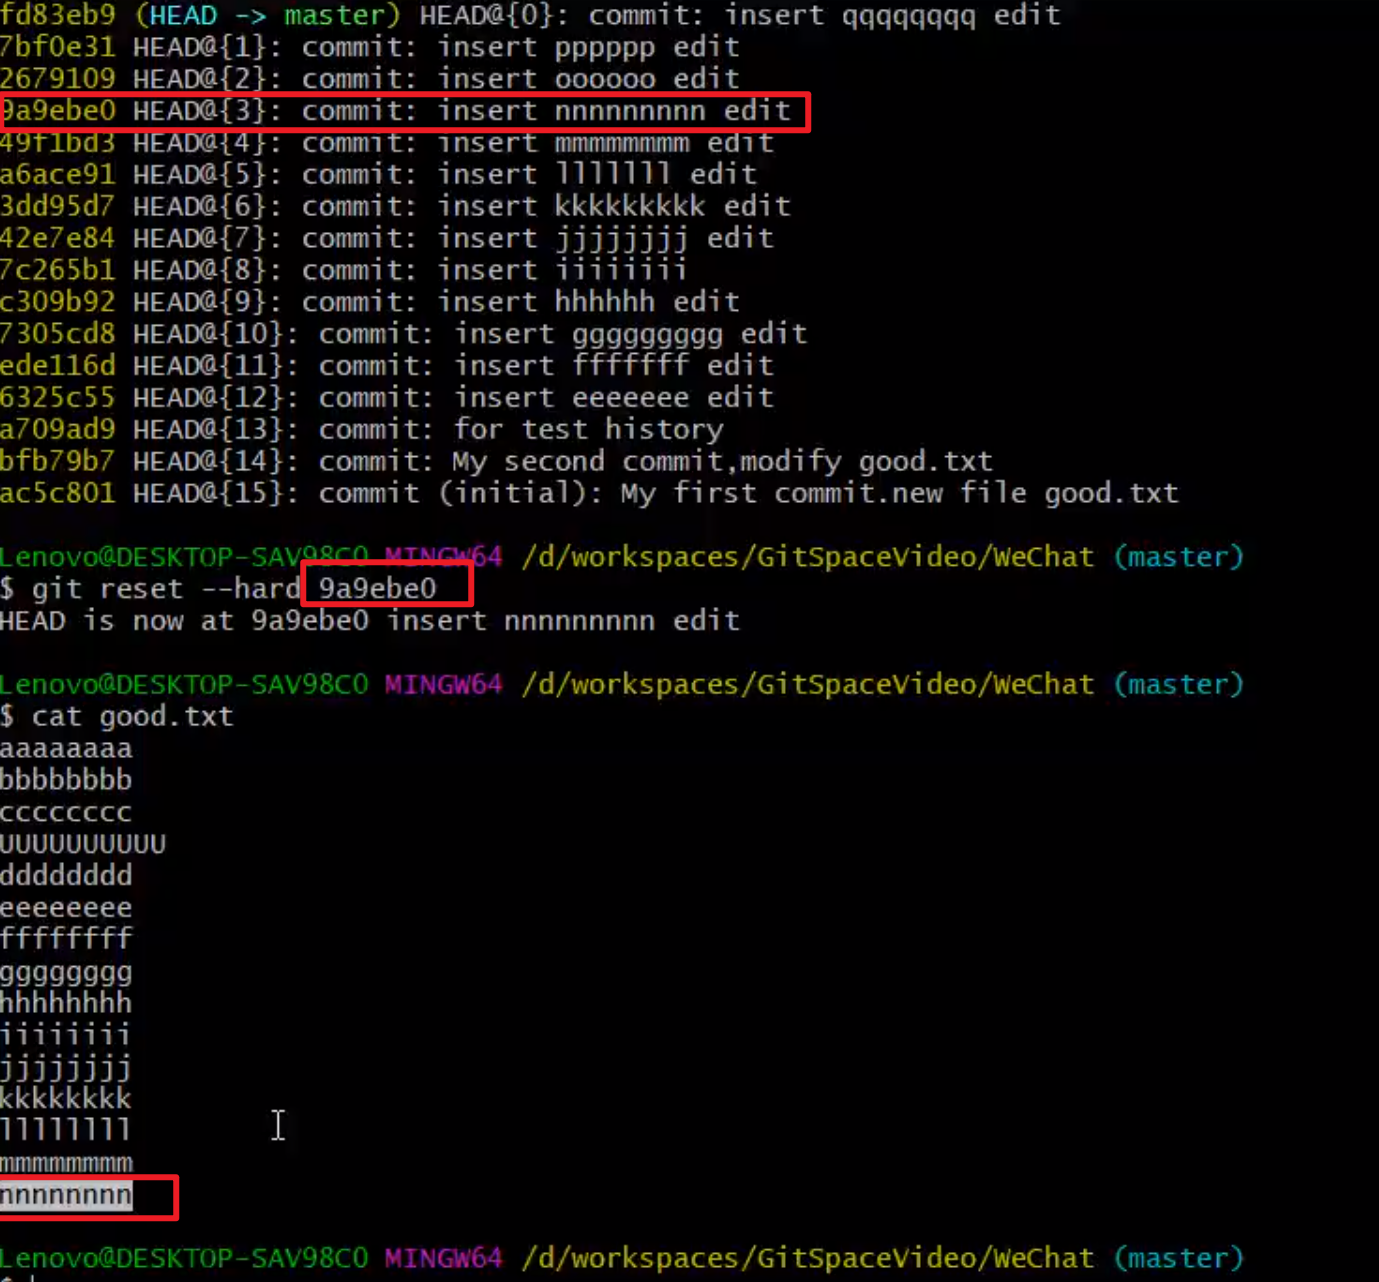 fd83eb9 (HEAD -> master) HEAD@{0}: commit: insert qqqqqqqq edit
7bf0e31 HEAD@{1}: commit: insert pppppp edit
2679109 HEAD@{2}: commit: insert oooooo edit
9a9ebe0 HEAD@{3}: commit: insert nnnnnnnnn edit
49f1bd3 HEAD@{4}: commit: insert mmmmmmmm edit
a6ace91 HEAD@{5}: commit: insert lllllll edit
3dd95d7 HEAD@{6}: commit: insert kkkkkkkkk edit
42e7e84 HEAD@{7}: commit: insert jjjjjjjj edit
7c265b1 HEAD@{8}: commit: insert iiiiiiii
c309b92 HEAD@{9}: commit: insert hhhhhh edit
7305cd8 HEAD@{10}: commit: insert ggggggggg edit
ede116d HEAD@{11}: commit: insert fffffff edit
6325c55 HEAD@{12}: commit: insert eeeeeee edit
a709ad9 HEAD@{13}: commit: for test history
bfb79b7 HEAD@{14}: commit: My second commit,modify good.txt
ac5c801 HEAD@{15}: commit (initial): My first commit.new file good.txt
Lenovo@DESKTOP-SAV98C0 MINGW64 /d/workspaces/GitSpaceVideo/WeChat (master)
$ git reset --hard 9a9ebe0
HEAD is now at 9a9ebe0 insert nnnnnnnnn edit
Lenovo@DESKTOP-SAV98C0 MINGW64 /d/workspaces/GitSpaceVideo/WeChat (master)
$ cat good.txt
aaaaaaaa
bbbbbbbb
cccccccc
UUUUUUUUUU
dddddddd
eeeeeeee
ffffffff
gggggggg
hhhhhhhh
iiiiiiii
jjjjjjjj
kkkkkkkk
llllllll
mmmmmmmm
nnnnnnnn
Lenovo@DESKTOP-SAV98C0 MINGW64 /d/workspaces/GitSpaceVideo/WeChat (master)
$